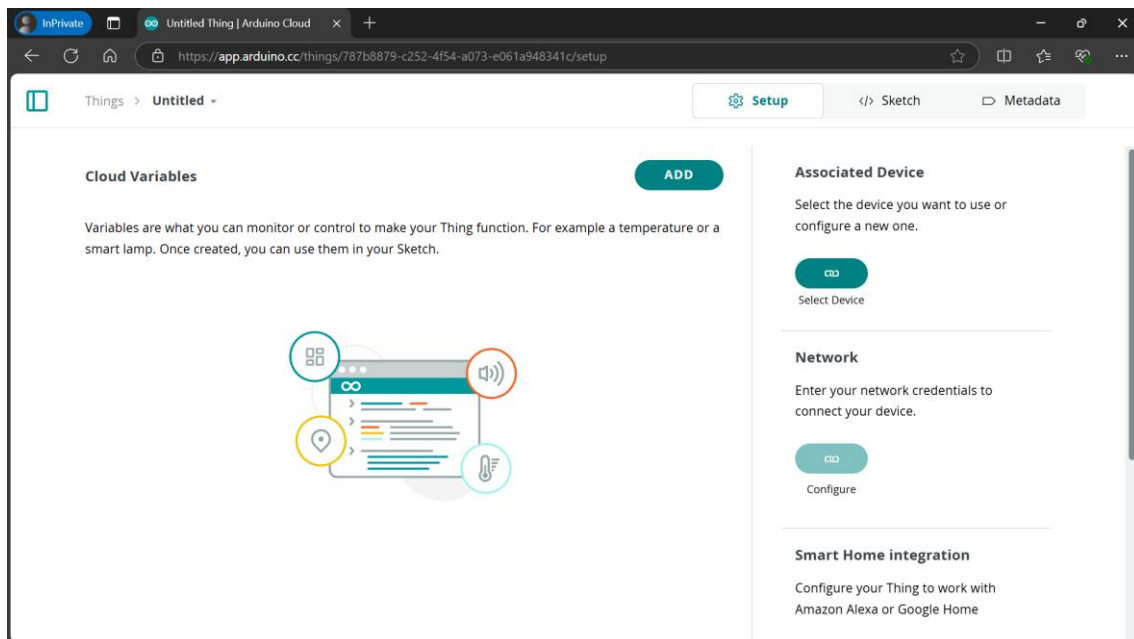 InPrivate
Untitled Thing | Arduino Cloud
https://app.arduino.cc/things/787b8879-c252-4f54-a073-e061a948341c/setup
Things > Untitled
Setup
</> Sketch
Metadata
Cloud Variables
ADD
Variables are what you can monitor or control to make your Thing function. For example a temperature or a
smart lamp. Once created, you can use them in your Sketch.
Associated Device
Select the device you want to use or
configure a new one.
Select Device
Network
Enter your network credentials to
connect your device.
Configure
Smart Home integration
Configure your Thing to work with
Amazon Alexa or Google Home